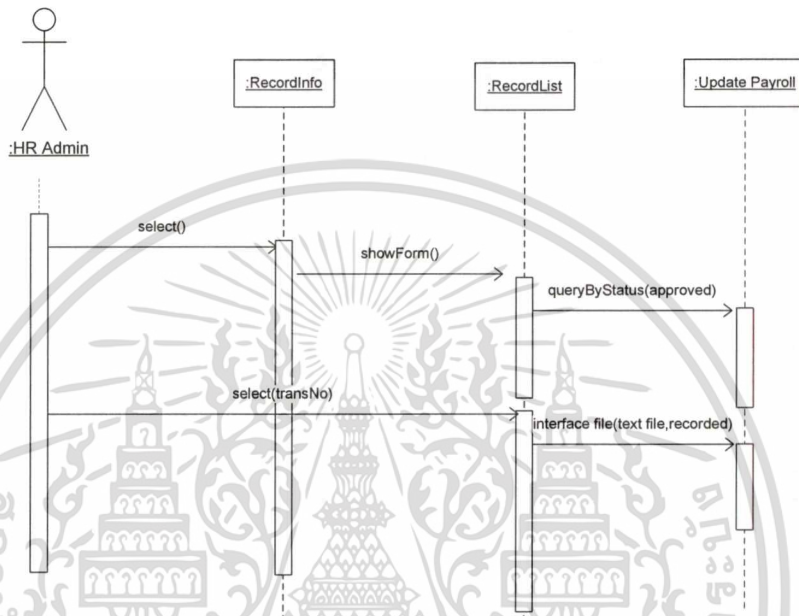 :RecordInfo
:RecordList
:Update Payroll
:HR Admin
select()
showForm()
queryByStatus(approved)
select(transNo)
interface file(text file,recorded)